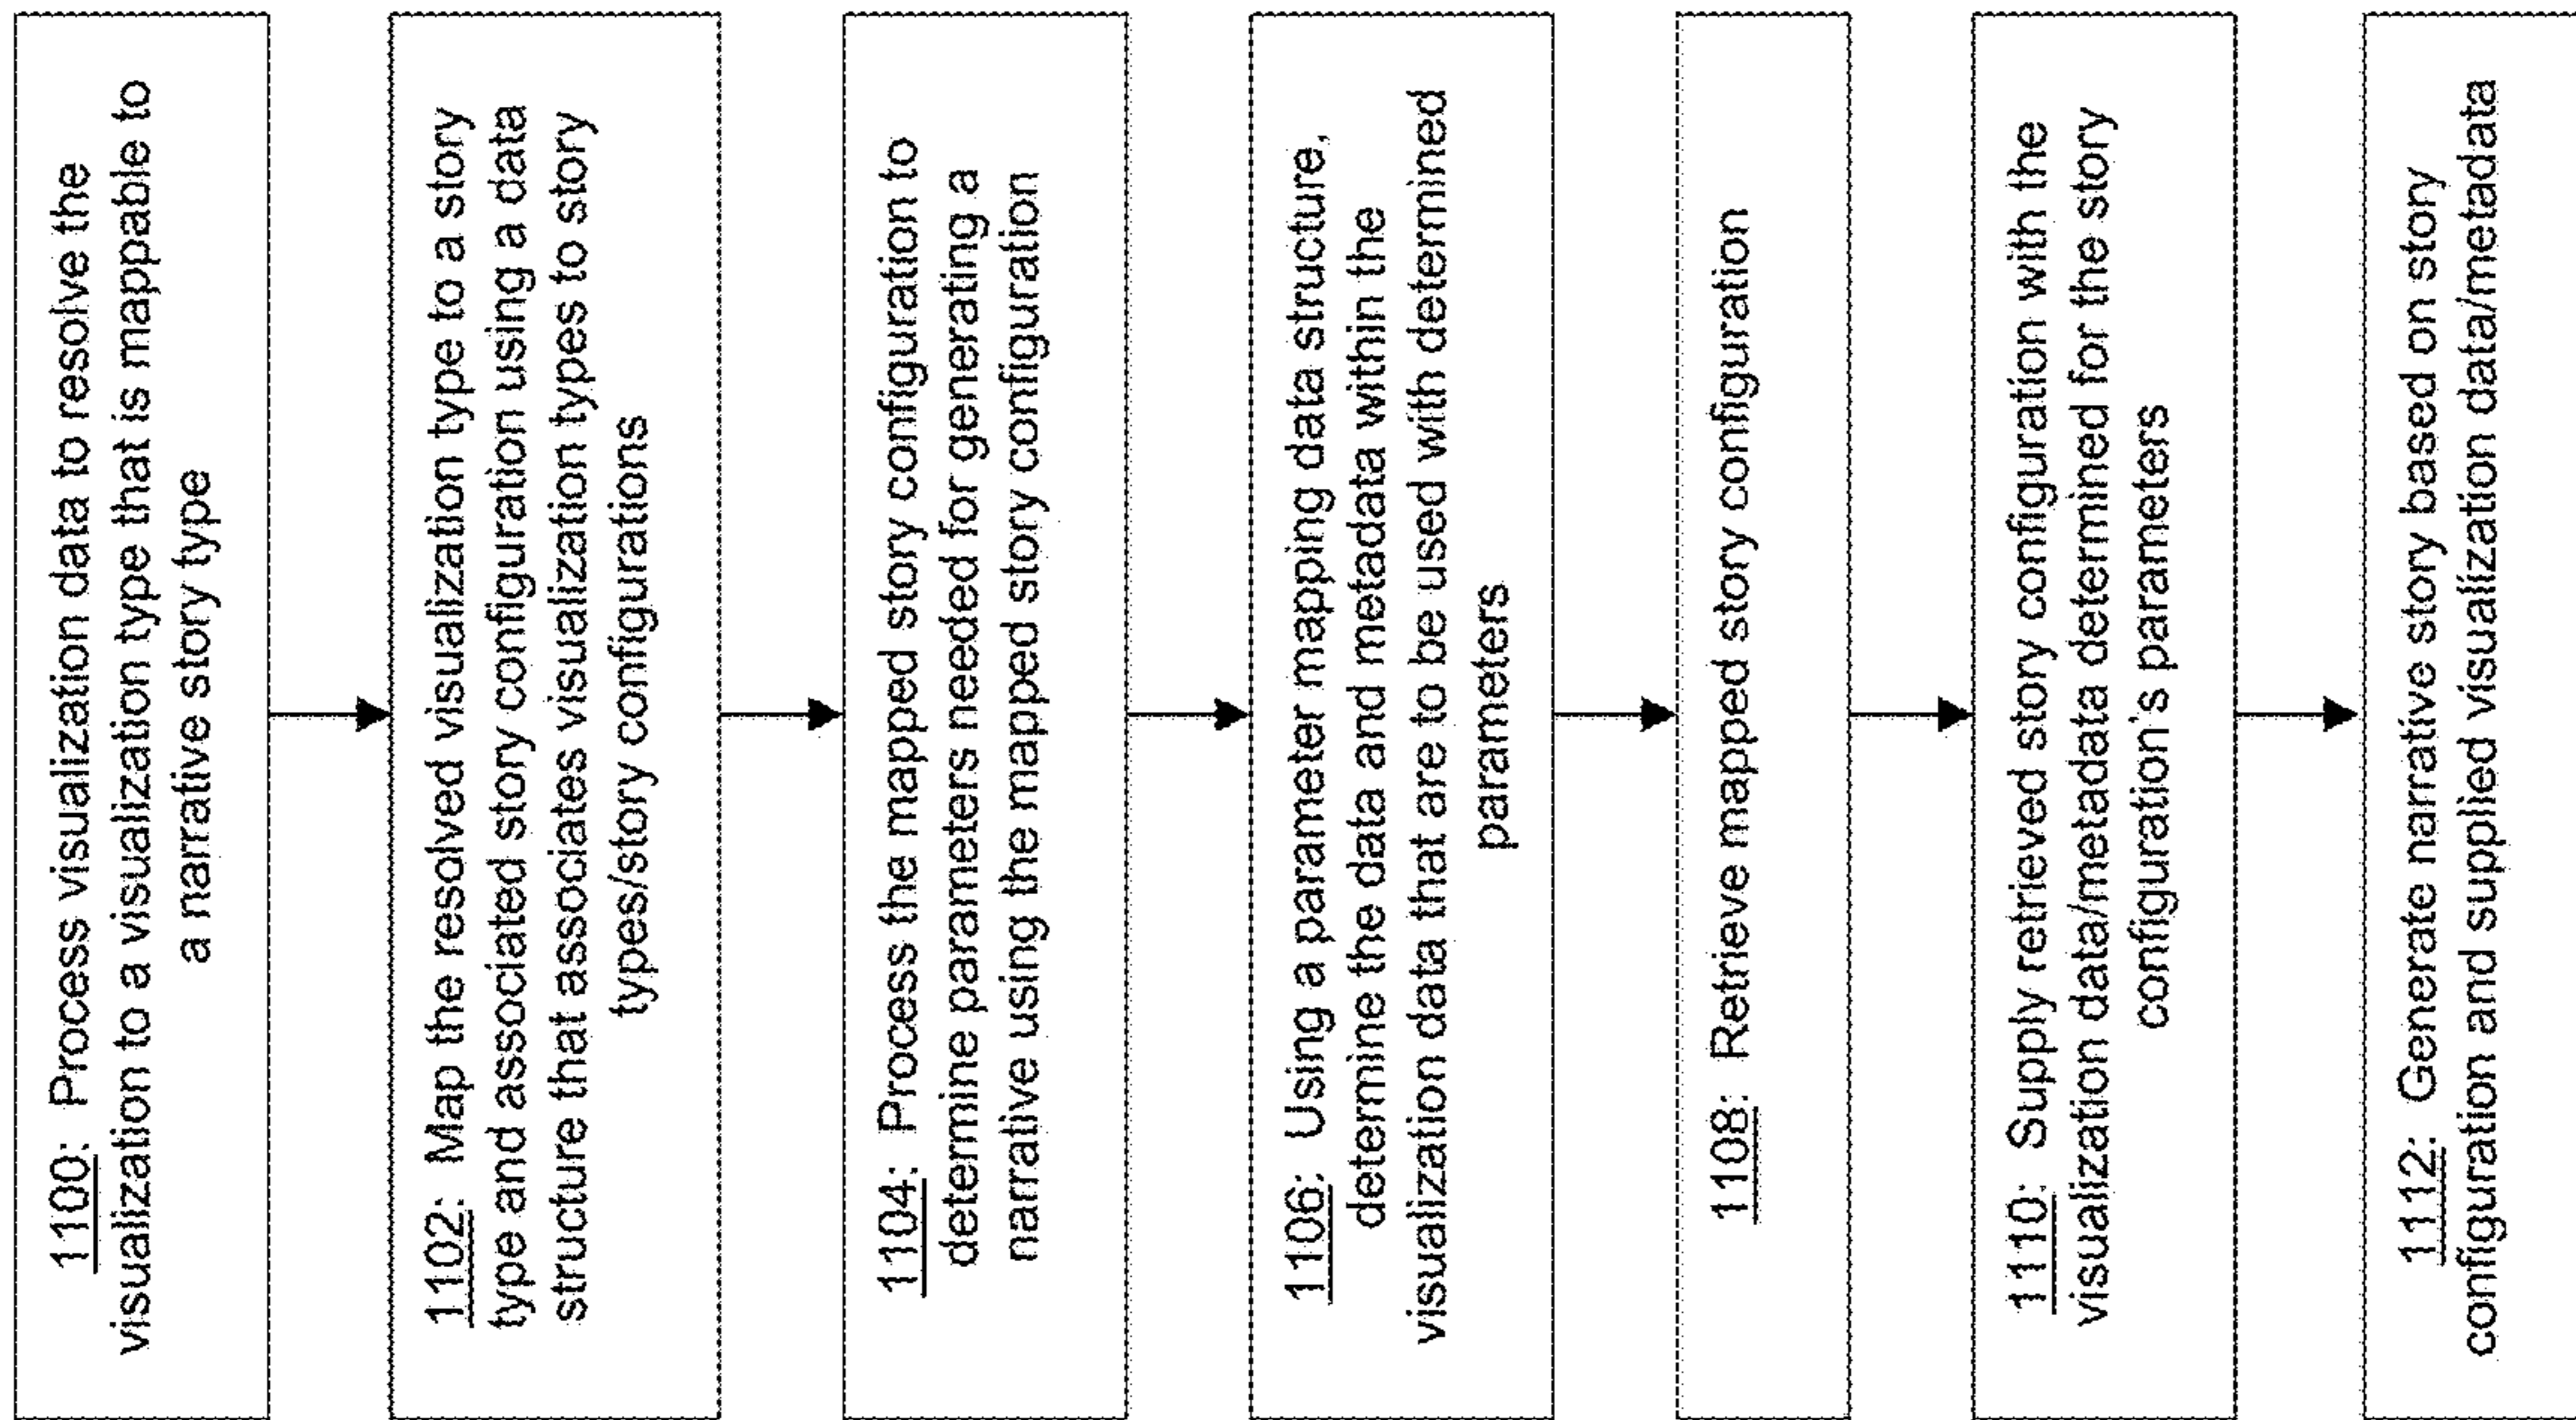 1100: Process visualization data to resolve the
visualization to a visualization type that is mappable to
a narrative story type
1102: Map the resolved visualization type to a story
type and associated story configuration using a data
structure that associates visualization types to story
types/story configurations
1104: Process the mapped story configuration to
determine parameters needed for generating a
narrative using the mapped story configuration
1106: Using a parameter mapping data structure,
determine the data and metadata within the
visualization data that are to be used with determined
parameters
1108: Retrieve mapped story configuration
1110: Supply retrieved story configuration with the
visualization data/metadata determined for the story
configuration's parameters
1112: Generate narrative story based on story
configuration and supplied visualization data/metadata